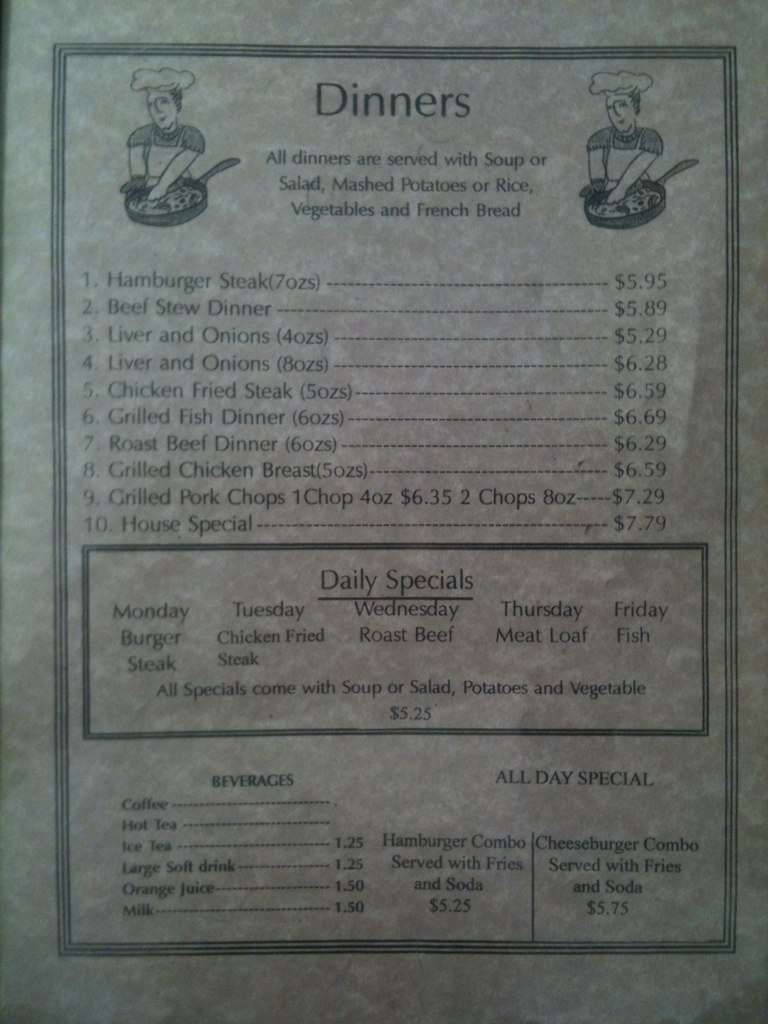 Dinners
All dinners are served with Soup or
Salad, Mashed Potatoes or Rice,
Vegetables and French Bread
1. Hamburger Steak(7ozs) ---------------------------------------- $5.95
2. Beef Stew Dinner ----------------------------------------------- $5.89
3. Liver and Onions (4ozs) --------------------------------------- $5.29
4. Liver and Onions (8ozs) --------------------------------------- $6.28
5. Chicken Fried Steak (5ozs)------------------------------------ $6.59
6. Grilled Fish Dinner (6ozs)------------------------------------- $6.69
7. Roast Beef Dinner (6ozs)-------------------------------------- $6.29
8. Grilled Chicken Breast(5ozs)---------------------------------- $6.59
9. Grilled Pork Chops 1Chop 4oz $6.35 2 Chops 8oz-----$7.29
10. House Special -------------------------------------------------- $7.79
Daily Specials
Monday Tuesday Wednesday Thursday Friday
Burger Chicken Fried Roast Beef Meat Loaf Fish
Steak Steak
All Specials come with Soup or Salad, Potatoes and Vegetable
$5.25
BEVERAGES
Coffee ---------------------------
Hot Tea -------------------------
Ice Tea -------------------------- 1.25
Large Soft drink---------------- 1.25
Orange Juice-------------------- 1.50
Milk------------------------------ 1.50
ALL DAY SPECIAL
Hamburger Combo
Served with Fries
and Soda
$5.25
Cheeseburger Combo
Served with Fries
and Soda
$5.75